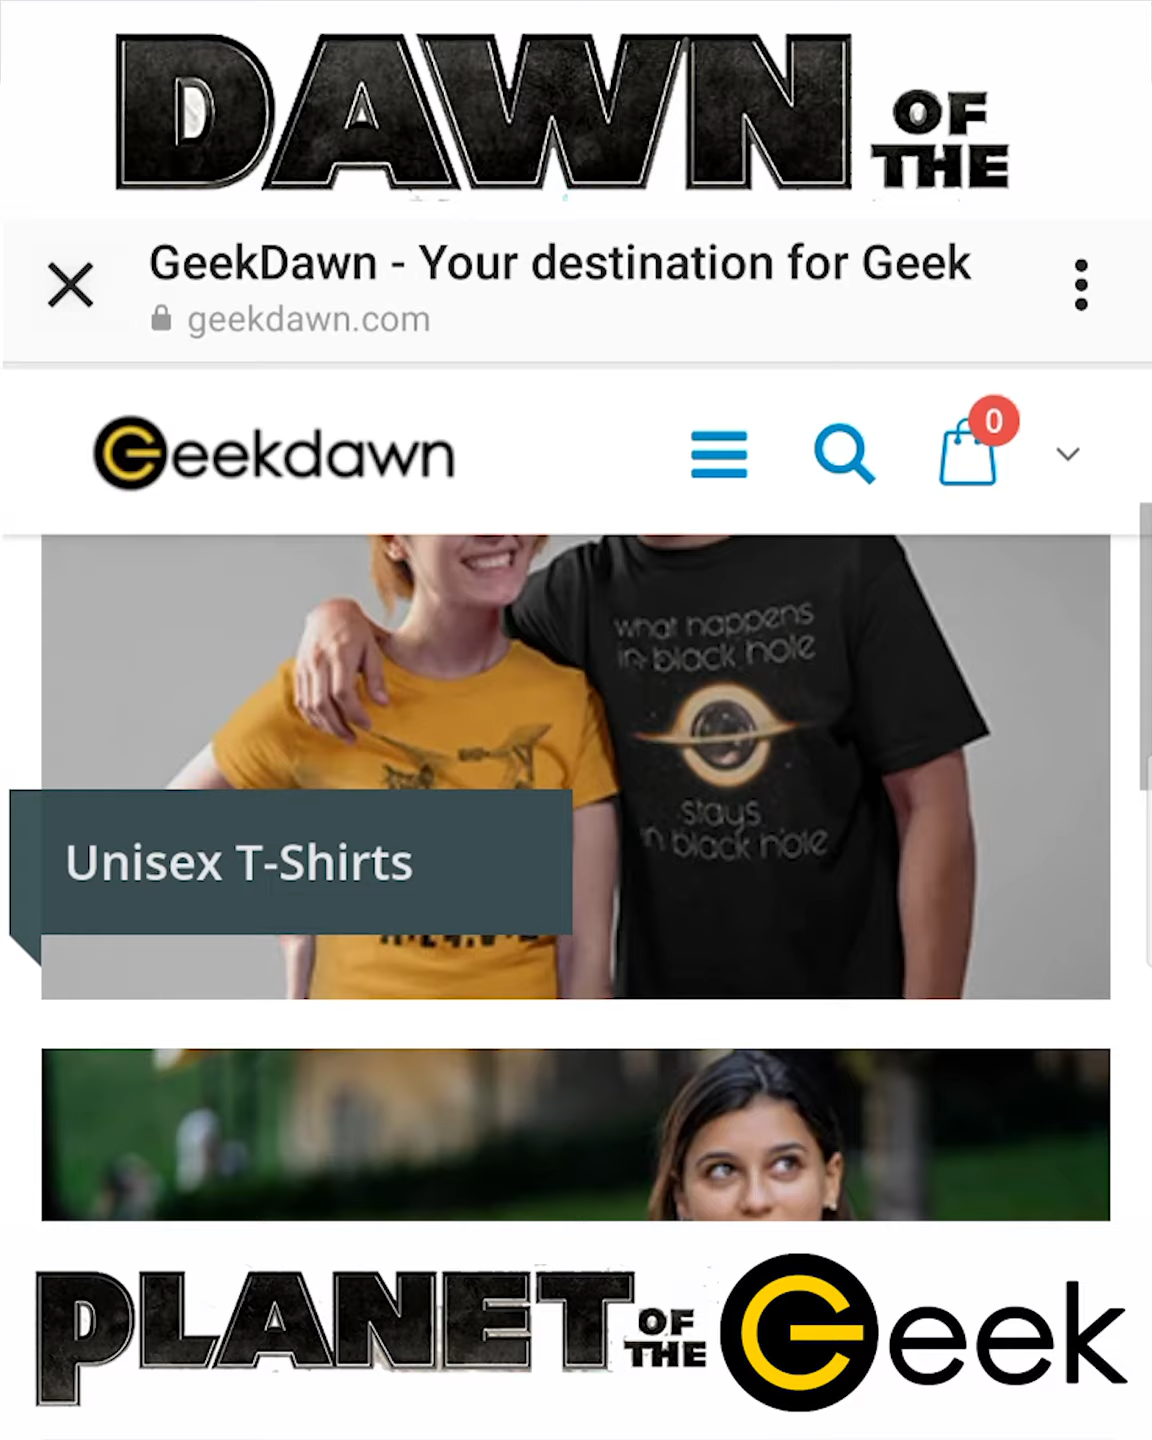 DAWN OF THE
GeekDawn - Your destination for Geek
geekdawn.com
Geekdawn
0
what happens
in black hole
stays
in black hole
Unisex T-Shirts
PLANET OF THE Geek